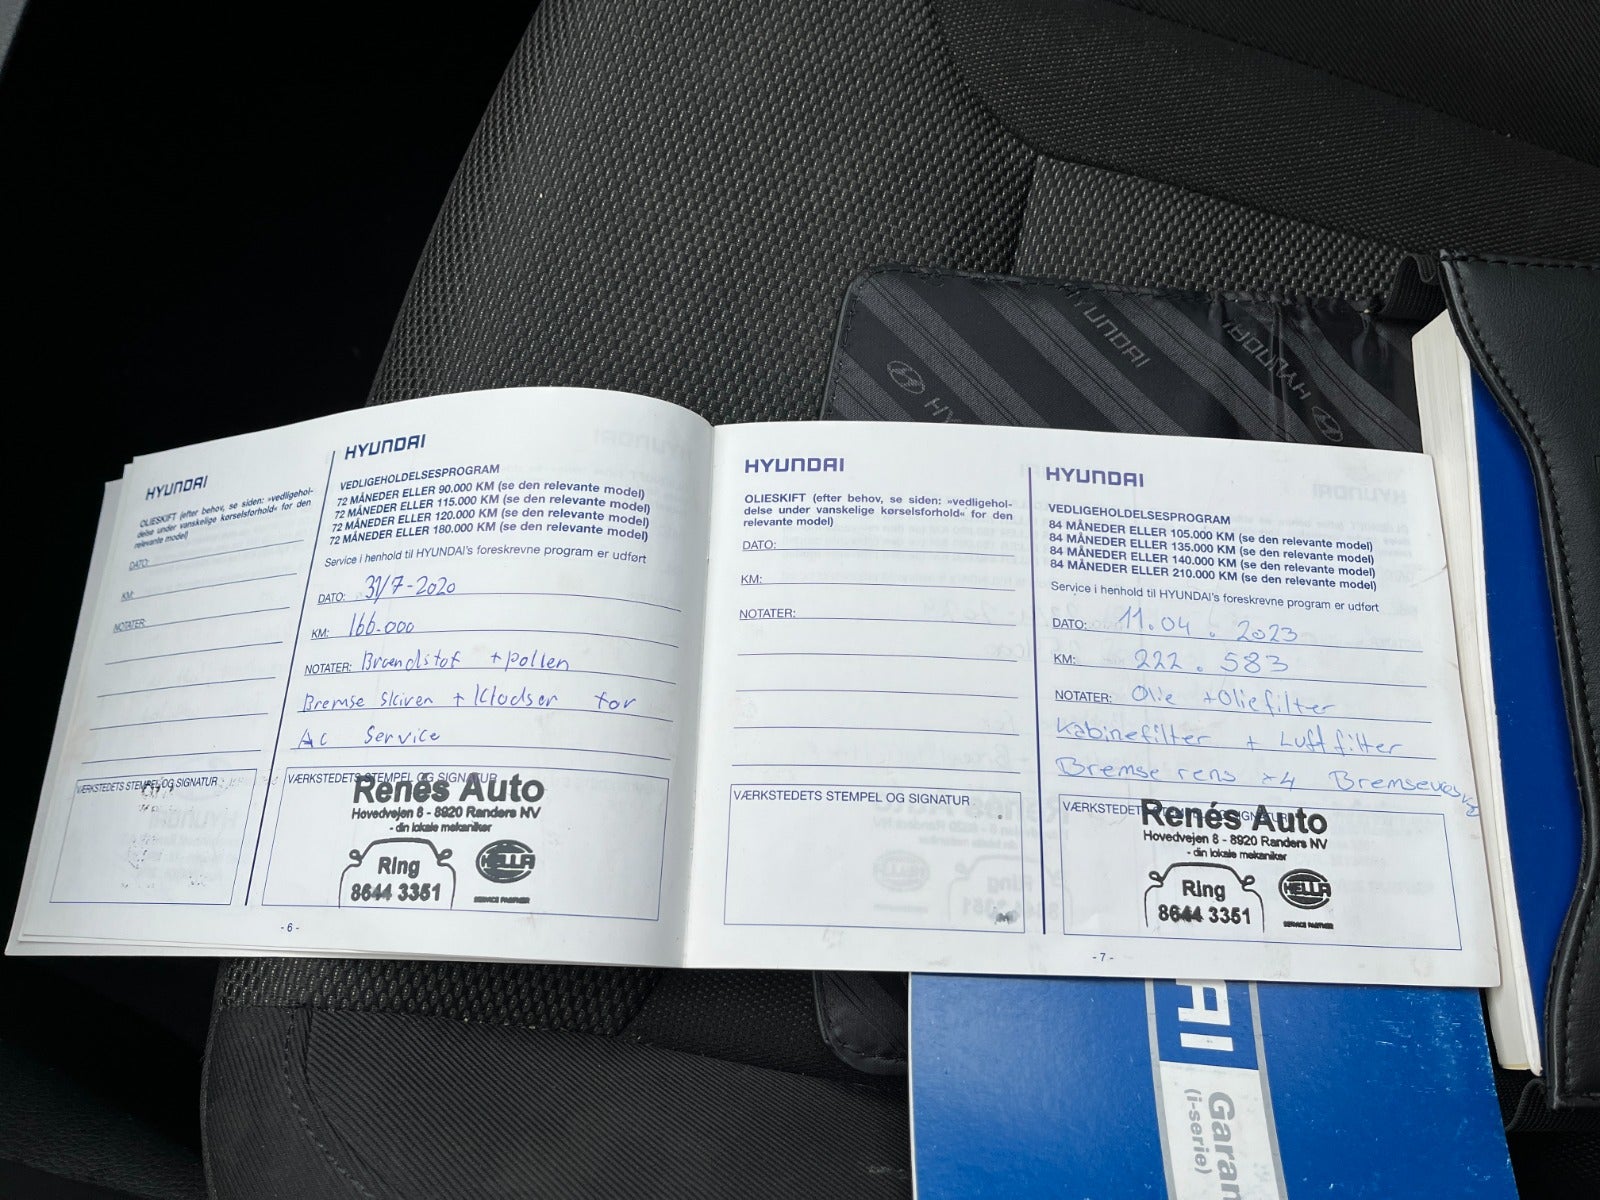 HYUNDAI
HYUNDAI
HYUNDAI
OLIESKIFT (efter behov, se siden: »vedligehol-
delse under vanskelige kørselsforhold« for den
relevante model)
DATO:
KM:
NOTATER:
VÆRKSTEDETS STEMPEL OG SIGNATUR
HYUNDAI
VEDLIGEHOLDELSESPROGRAM
72 MÅNEDER ELLER 90.000 KM (se den relevante model)
72 MÅNEDER ELLER 115.000 KM (se den relevante model)
72 MÅNEDER ELLER 120.000 KM (se den relevante model)
72 MÅNEDER ELLER 180.000 KM (se den relevante model)
Service i henhold til HYUNDAI's foreskrevne program er udført
DATO: 31/7-2020
KM: 166.000
NOTATER: Brændstof + pollen
Bremse skiven + Klodser for
Ac Service
VÆRKSTEDETS STEMPEL OG SIGNATUR
Renés Auto
Hovedvejen 6 - 8920 Randers NV
- din lokale mekaniker
Ring
8644 3351
HELLA
SERVICE PARTNER
- 6 -
HYUNDAI
OLIESKIFT (efter behov, se siden: »vedligehol-
delse under vanskelige kørselsforhold« for den
relevante model)
DATO:
KM:
NOTATER:
VÆRKSTEDETS STEMPEL OG SIGNATUR
HYUNDAI
VEDLIGEHOLDELSESPROGRAM
84 MÅNEDER ELLER 105.000 KM (se den relevante model)
84 MÅNEDER ELLER 135.000 KM (se den relevante model)
84 MÅNEDER ELLER 140.000 KM (se den relevante model)
84 MÅNEDER ELLER 210.000 KM (se den relevante model)
Service i henhold til HYUNDAI's foreskrevne program er udført
DATO: 11.04.2023
KM: 222.583
NOTATER: Olie + Oliefilter
Kabinefilter + Luftfilter
Bremse rens x4 Bremsevæske
VÆRKSTEDET SIGNATUR
Renés Auto
Hovedvejen 6 - 8920 Randers NV
- din lokale mekaniker
Ring
8644 3351
HELLA
SERVICE PARTNER
- 7 -
AI
Garan
(i-serie)